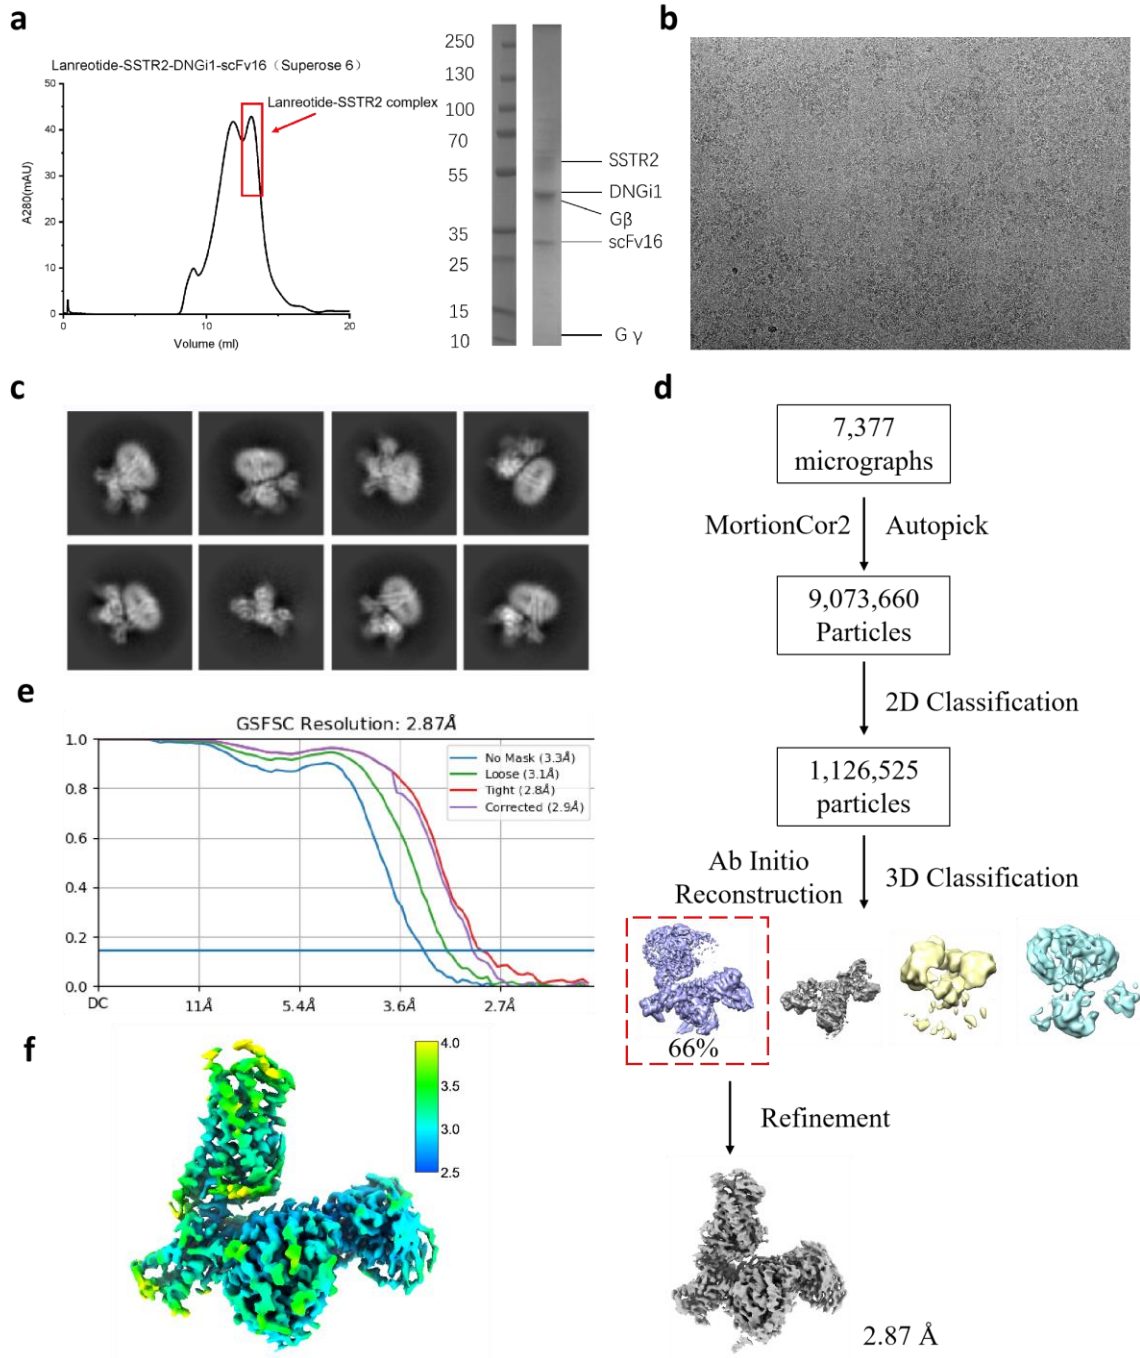 a
Lanreotide-SSTR2-DNGi1-scFv16（Superose 6）
Lanreotide-SSTR2 complex
50
40
30
20
10
0
A280(mAU)
0
10
20
Volume (ml)
250
130
100
70
55
35
25
15
10
SSTR2
DNGi1
Gβ
scFv16
G γ
b
c
d
7,377
micrographs
MortionCor2
Autopick
9,073,660
Particles
2D Classification
1,126,525
particles
Ab Initio
Reconstruction
3D Classification
66%
Refinement
2.87 Å
e
GSFSC Resolution: 2.87Å
1.0
0.8
0.6
0.4
0.2
0.0
No Mask (3.3Å)
Loose (3.1Å)
Tight (2.8Å)
Corrected (2.9Å)
DC
11Å
5.4Å
3.6Å
2.7Å
f
4.0
3.5
3.0
2.5